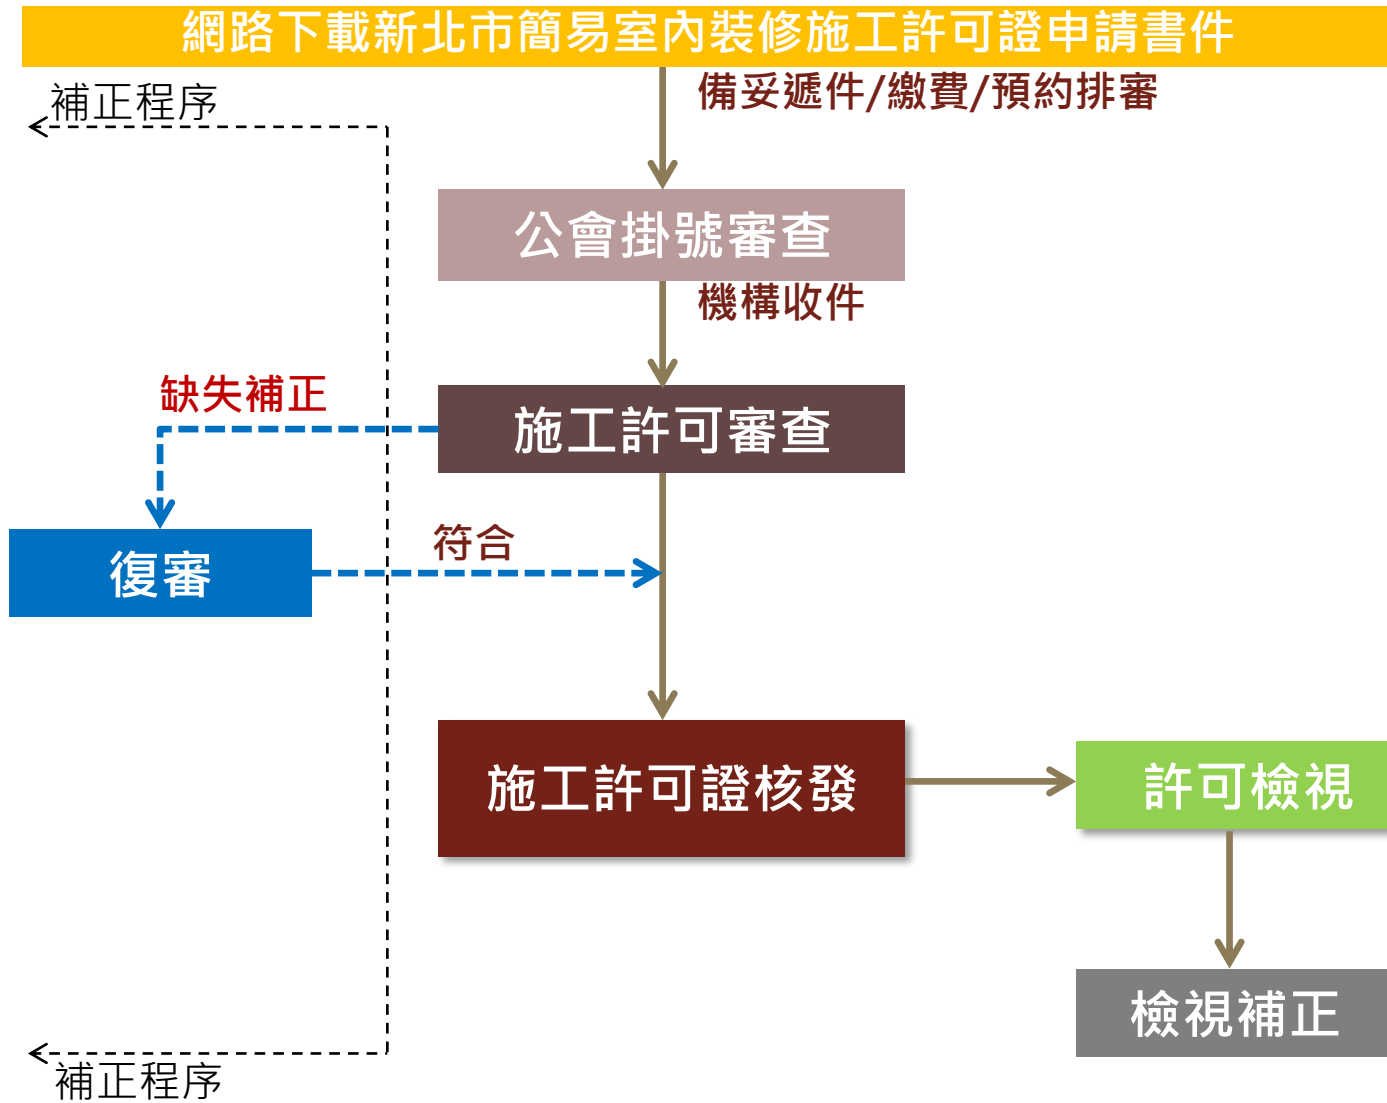 網路下載新北市簡易室內裝修施工許可證申請書件
備妥遞件/繳費/預約排審
補正程序
公會掛號審查
機構收件
缺失補正
施工許可審查
符合
復審
施工許可證核發
許可檢視
檢視補正
補正程序